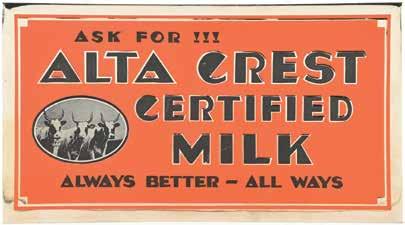 ASK FOR !!!
ALTA CREST
CERTIFIED
MILK
ALWAYS BETTER – ALL WAYS